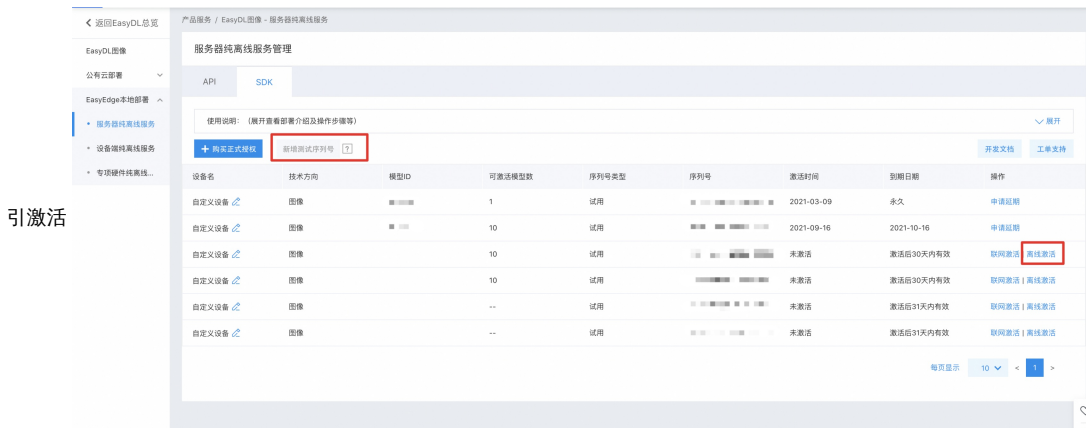 返回EasyDL总览
产品服务 / EasyDL图像 - 服务器纯离线服务
EasyDL图像
公有云部署
EasyEdge本地部署
• 服务器纯离线服务
• 设备端纯离线服务
• 专项硬件纯离线...
引激活
服务器纯离线服务管理
API SDK
使用说明: (展开查看部署介绍及操作步骤等) 展开
+ 购买正式授权 新增测试序列号 ? 开发文档 工单支持
设备名 技术方向 模型ID 可激活模型数 序列号类型 序列号 激活时间 到期日期 操作
自定义设备 图像 1 试用 2021-03-09 永久 申请延期
自定义设备 图像 10 试用 2021-09-16 2021-10-16 申请延期
自定义设备 图像 10 试用 未激活 激活后30天内有效 联网激活 离线激活
自定义设备 图像 10 试用 未激活 激活后30天内有效 联网激活 | 离线激活
自定义设备 图像 -- 试用 未激活 激活后31天内有效 联网激活 | 离线激活
自定义设备 图像 -- 试用 未激活 激活后31天内有效 联网激活 | 离线激活
每页显示 10 < 1 >